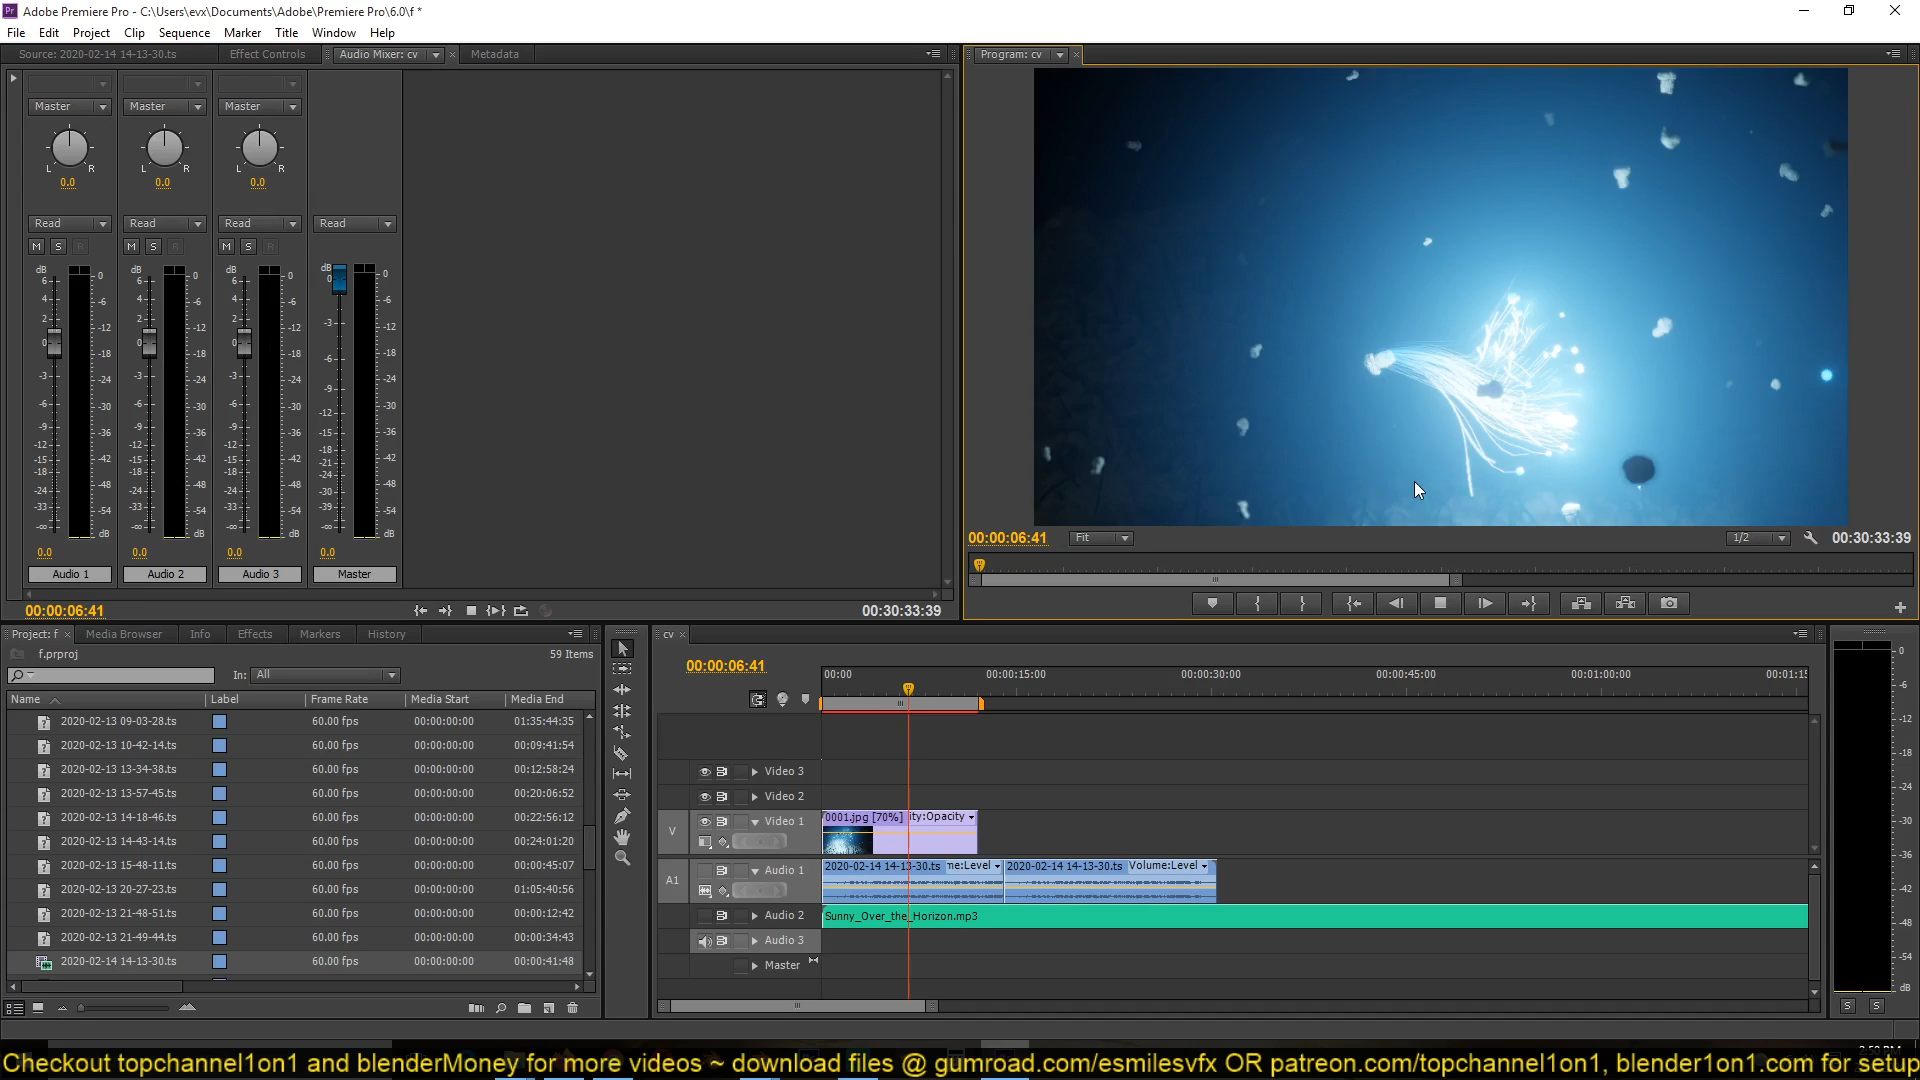 Adobe Premiere Pro - C:\Users\evx\Documents\Adobe\Premiere Pro\6.0\f *
File Edit Project Clip Sequence Marker Title Window Help
Source: 2020-02-14 14-13-30.ts Effect Controls Audio Mixer: cv Metadata
Program: cv
Master Master Master
L R L R L R
0.0 0.0 0.0
Read Read Read Read
M S R M S R M S R
dB dB dB dB
Audio 1 Audio 2 Audio 3 Master
0.0 0.0 0.0 0.0
00:00:06:41 00:30:33:39
00:00:06:41 Fit 1/2 00:30:33:39
Project: f Media Browser Info Effects Markers History
f.prproj 59 Items
In: All
Name Label Frame Rate Media Start Media End
2020-02-13 09-03-28.ts 60.00 fps 00:00:00:00 01:35:44:35
2020-02-13 10-42-14.ts 60.00 fps 00:00:00:00 00:09:41:54
2020-02-13 13-34-38.ts 60.00 fps 00:00:00:00 00:12:58:24
2020-02-13 13-57-45.ts 60.00 fps 00:00:00:00 00:20:06:52
2020-02-13 14-18-46.ts 60.00 fps 00:00:00:00 00:22:56:12
2020-02-13 14-43-14.ts 60.00 fps 00:00:00:00 00:24:01:20
2020-02-13 15-48-11.ts 60.00 fps 00:00:00:00 00:00:45:07
2020-02-13 20-27-23.ts 60.00 fps 00:00:00:00 01:05:40:56
2020-02-13 21-48-51.ts 60.00 fps 00:00:00:00 00:00:12:42
2020-02-13 21-49-44.ts 60.00 fps 00:00:00:00 00:00:34:43
2020-02-14 14-13-30.ts 60.00 fps 00:00:00:00 00:00:41:48
cv
00:00:06:41
00:00 00:00:15:00 00:00:30:00 00:00:45:00 00:01:00:00 00:01:15
Video 3
Video 2
V Video 1 0001.jpg [70%] ity:Opacity
A1 Audio 1 2020-02-14 14-13-30.ts me:Level 2020-02-14 14-13-30.ts Volume:Level
Audio 2 Sunny_Over_the_Horizon.mp3
Audio 3
Master
0 -6 -12 -18 -24 -30 -36 -42 -48 -54 dB
S S
Checkout topchannel1on1 and blenderMoney for more videos ~ download files @ gumroad.com/esmilesvfx OR patreon.com/topchannel1on1, blender1on1.com for setup